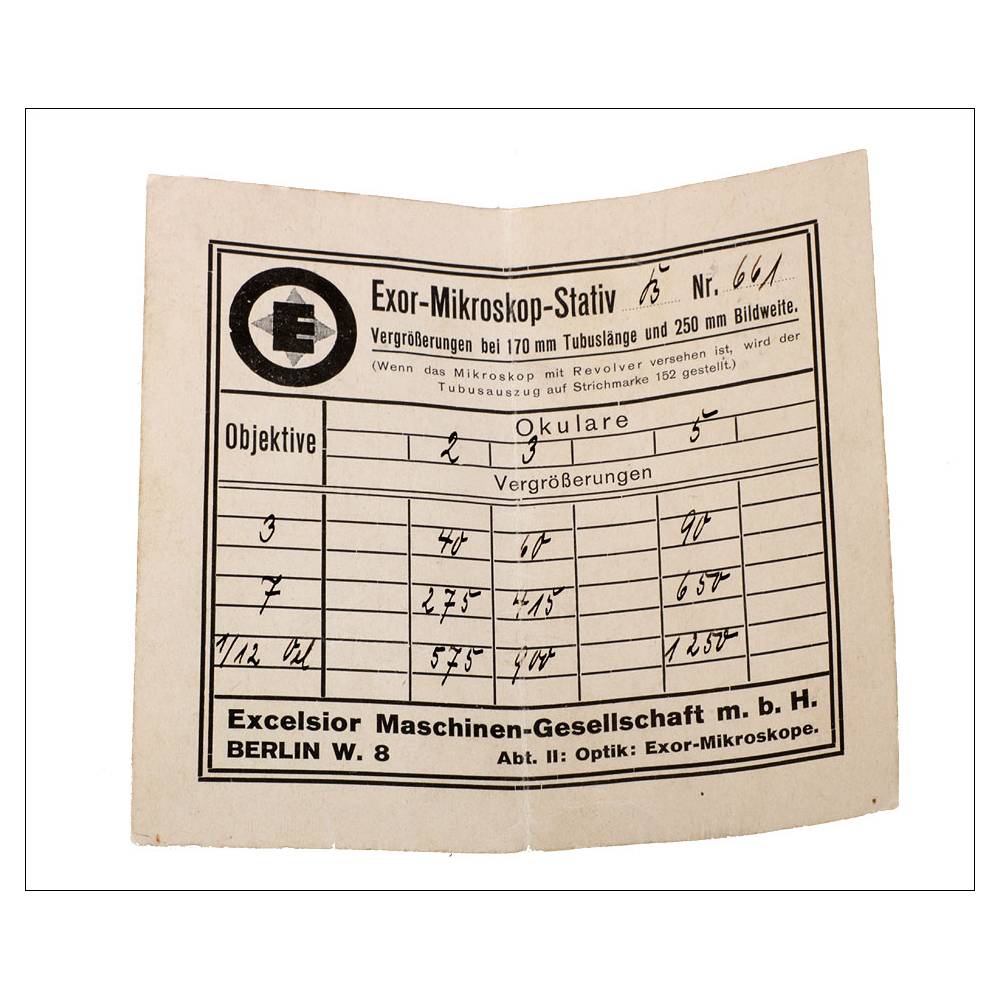 E
Exor-Mikroskop-Stativ B Nr. 661
Vergrößerungen bei 170 mm Tubuslänge und 250 mm Bildweite.
(Wenn das Mikroskop mit Revolver versehen ist, wird der
Tubusauszug auf Strichmarke 152 gestellt.)
Objektive
Okulare
2 3 5
Vergrößerungen
3 40 60 90
7 275 415 650
1/12 Oel 575 900 1250
Excelsior Maschinen-Gesellschaft m. b. H.
BERLIN W. 8 Abt. II: Optik: Exor-Mikroskope.